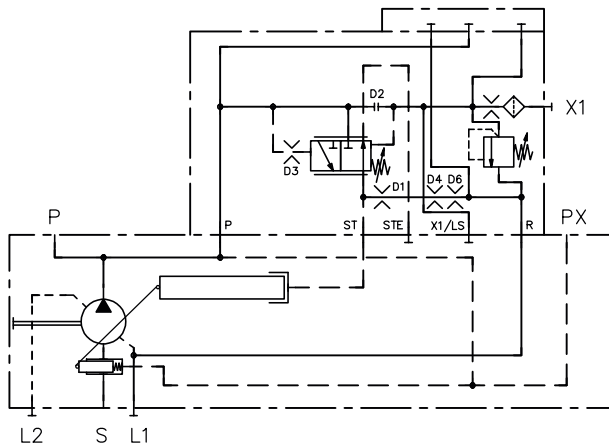 D2
X1
D3
D1 D4 D6
P PX
P ST STE X1/LS R
L2 S L1